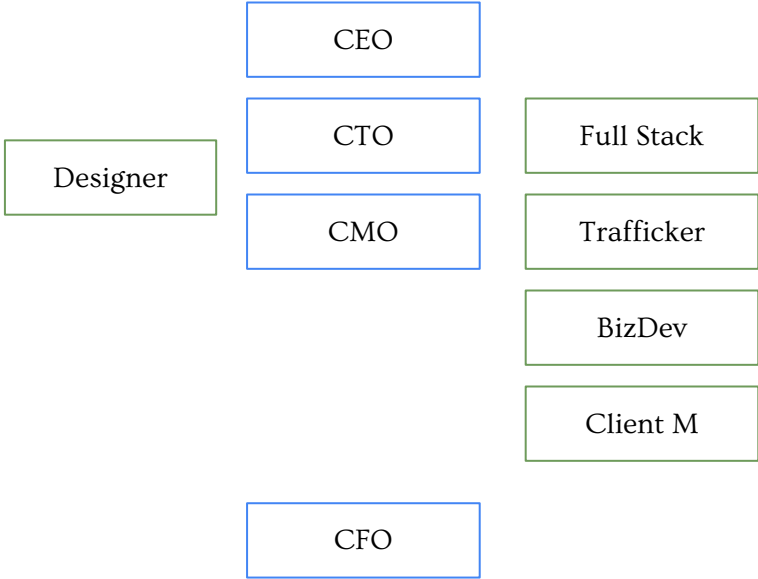 CEO
CTO
Full Stack
Designer
CMO
Trafficker
BizDev
Client M
CFO